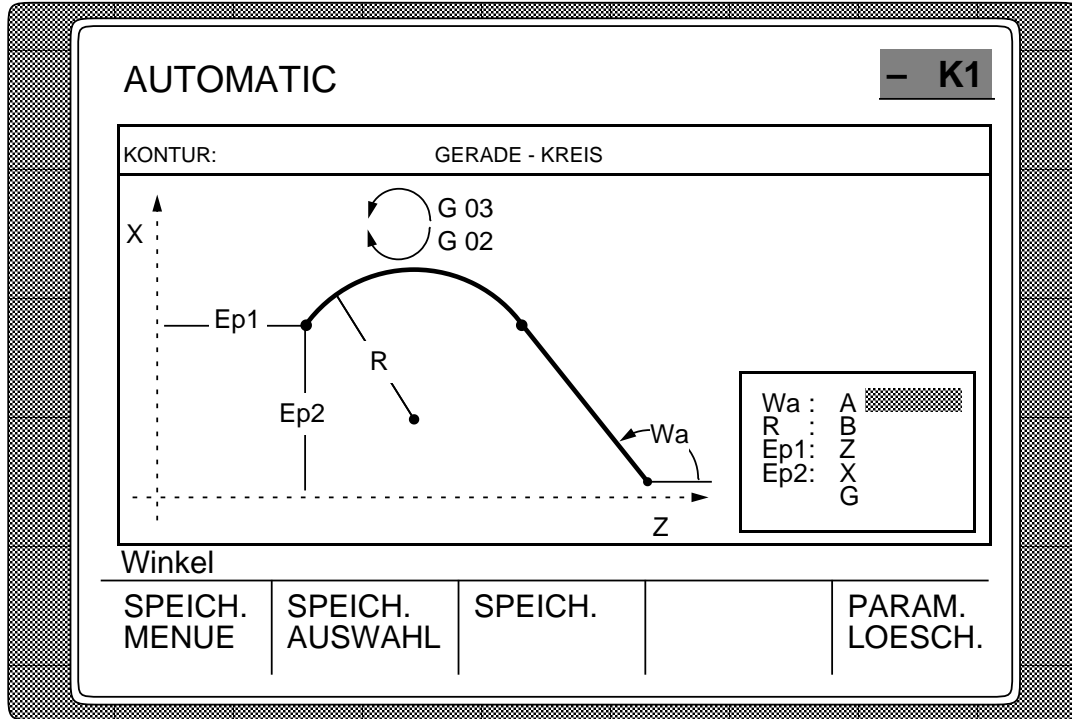 AUTOMATIC
– K1
KONTUR: GERADE - KREIS
X
G 03
G 02
Ep1
R
Ep2
Wa
Z
Wa : A
R : B
Ep1: Z
Ep2: X
G
Winkel
SPEICH. MENUE
SPEICH. AUSWAHL
SPEICH.
PARAM. LOESCH.